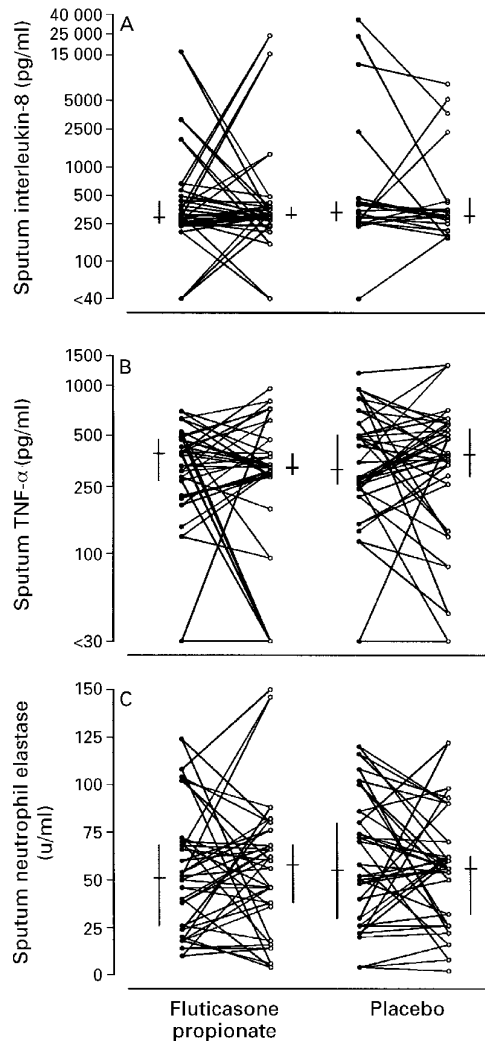 A
Sputum interleukin-8 (pg/ml)
40 000
25 000
15 000
5000
2500
1000
500
250
100
<40
B
Sputum TNF-α (pg/ml)
1500
1000
500
250
100
<30
C
Sputum neutrophil elastase
(u/ml)
150
125
100
75
50
25
0
Fluticasone
propionate
Placebo